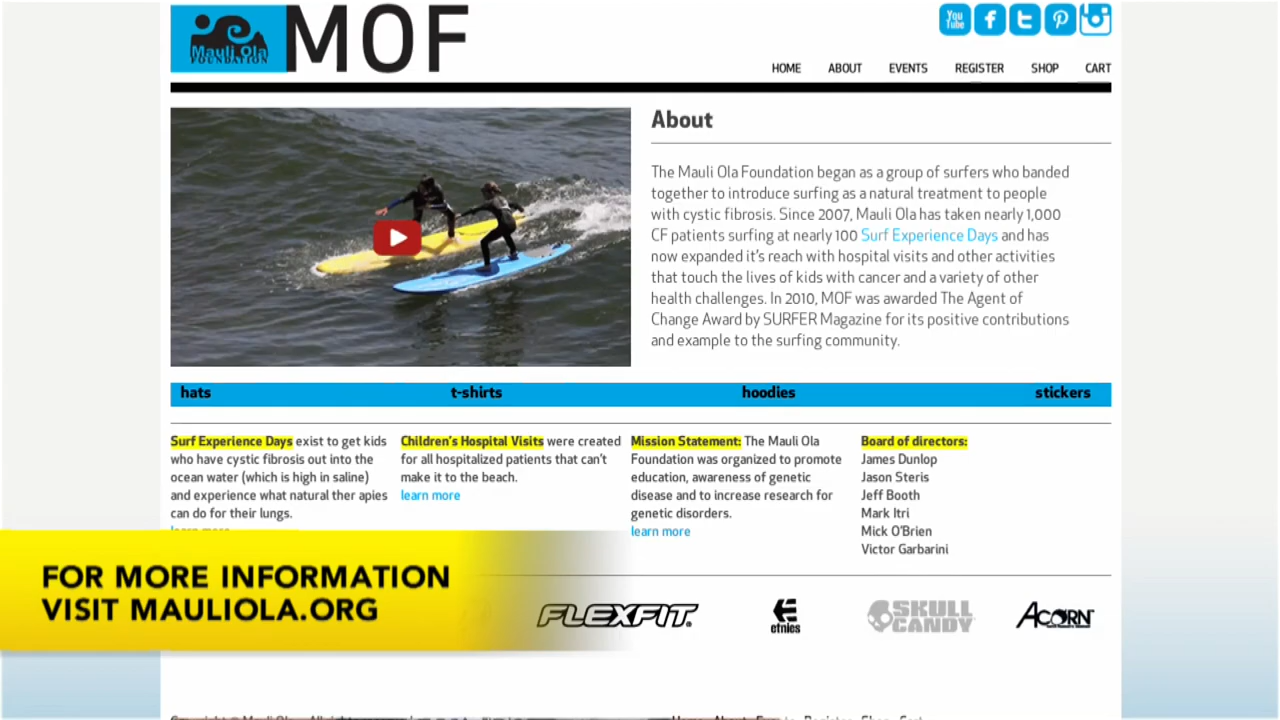 Mauli Ola
FOUNDATION
MOF
You
Tube
HOME ABOUT EVENTS REGISTER SHOP CART
About
The Mauli Ola Foundation began as a group of surfers who banded
together to introduce surfing as a natural treatment to people
with cystic fibrosis. Since 2007, Mauli Ola has taken nearly 1,000
CF patients surfing at nearly 100 Surf Experience Days and has
now expanded it's reach with hospital visits and other activities
that touch the lives of kids with cancer and a variety of other
health challenges. In 2010, MOF was awarded The Agent of
Change Award by SURFER Magazine for its positive contributions
and example to the surfing community.
hats t-shirts hoodies stickers
Surf Experience Days exist to get kids
who have cystic fibrosis out into the
ocean water (which is high in saline)
and experience what natural ther apies
can do for their lungs.
learn more
Children's Hospital Visits were created
for all hospitalized patients that can't
make it to the beach.
learn more
Mission Statement: The Mauli Ola
Foundation was organized to promote
education, awareness of genetic
disease and to increase research for
genetic disorders.
learn more
Board of directors:
James Dunlop
Jason Steris
Jeff Booth
Mark Itri
Mick O'Brien
Victor Garbarini
FOR MORE INFORMATION
VISIT MAULIOLA.ORG
FLEXFIT
etnies
SKULL
CANDY
ACORN